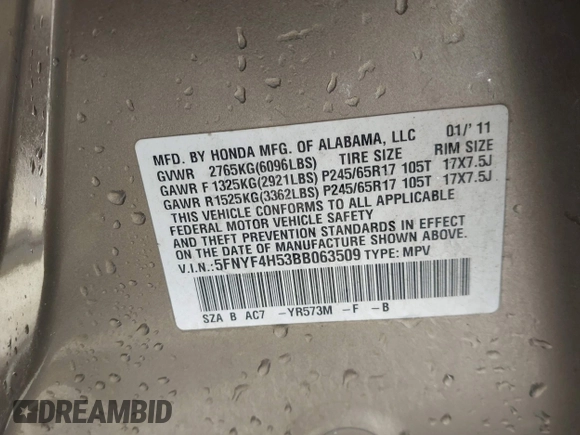 MFD. BY HONDA MFG. OF ALABAMA, LLC 01/'11
GVWR 2765KG(6096LBS) TIRE SIZE RIM SIZE
GAWR F 1325KG(2921LBS) P245/65R17 105T 17X7.5J
GAWR R 1525KG(3362LBS) P245/65R17 105T 17X7.5J
THIS VEHICLE CONFORMS TO ALL APPLICABLE
FEDERAL MOTOR VEHICLE SAFETY
AND THEFT PREVENTION STANDARDS IN EFFECT
ON THE DATE OF MANUFACTURE SHOWN ABOVE.
V.I.N.:5FNYF4H53BB063509 TYPE: MPV
SZA B AC7 -YR573M -F -B
DREAMBID